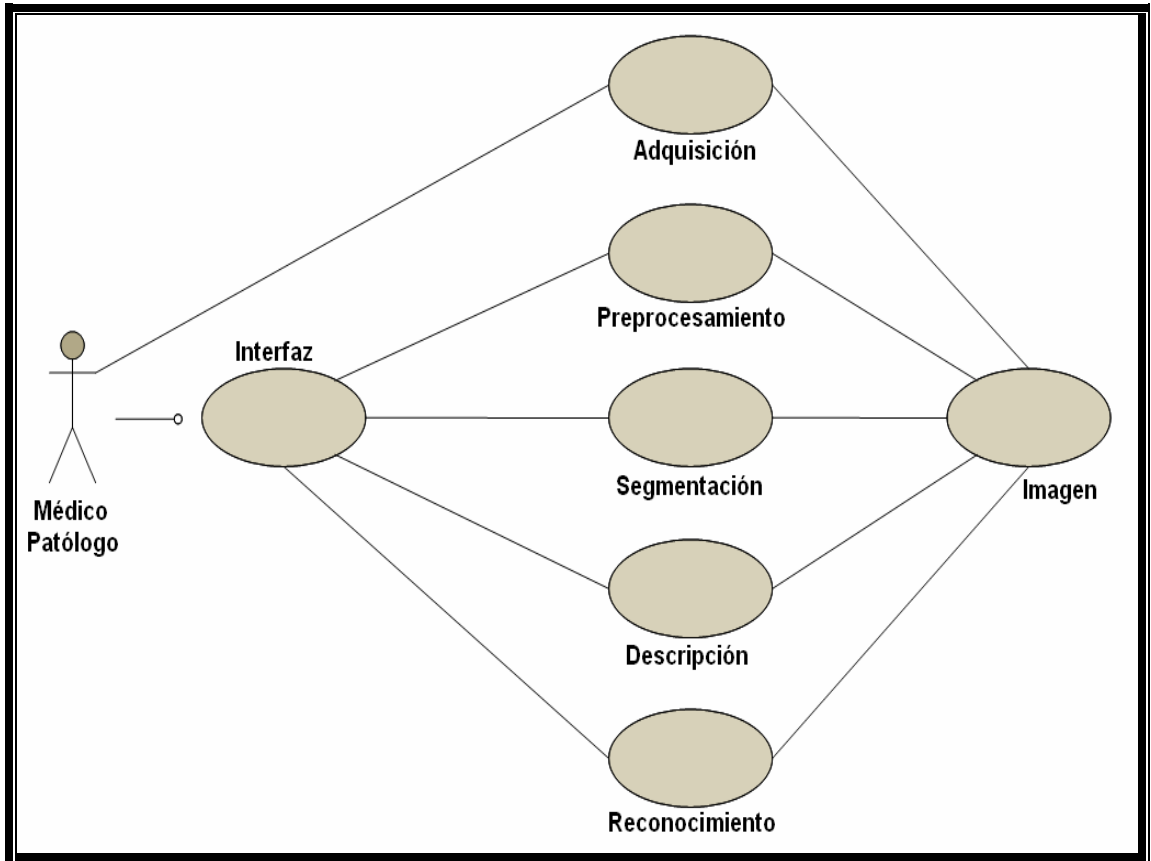 Adquisición
Preprocesamiento
Interfaz
Segmentación
Imagen
Médico
Patólogo
Descripción
Reconocimiento